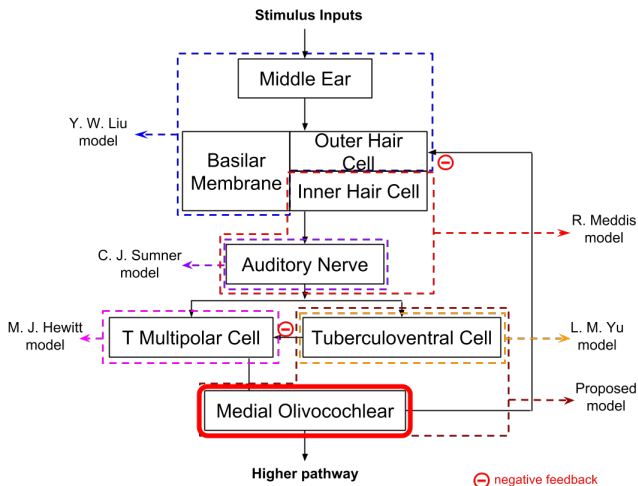 Stimulus Inputs
Middle Ear
Y. W. Liu
model
Basilar
Membrane
Outer Hair
Cell
Inner Hair Cell
R. Meddis
model
C. J. Sumner
model
Auditory Nerve
M. J. Hewitt
model
T Multipolar Cell
Tuberculoventral Cell
L. M. Yu
model
Proposed
model
Medial Olivocochlear
Higher pathway
negative feedback